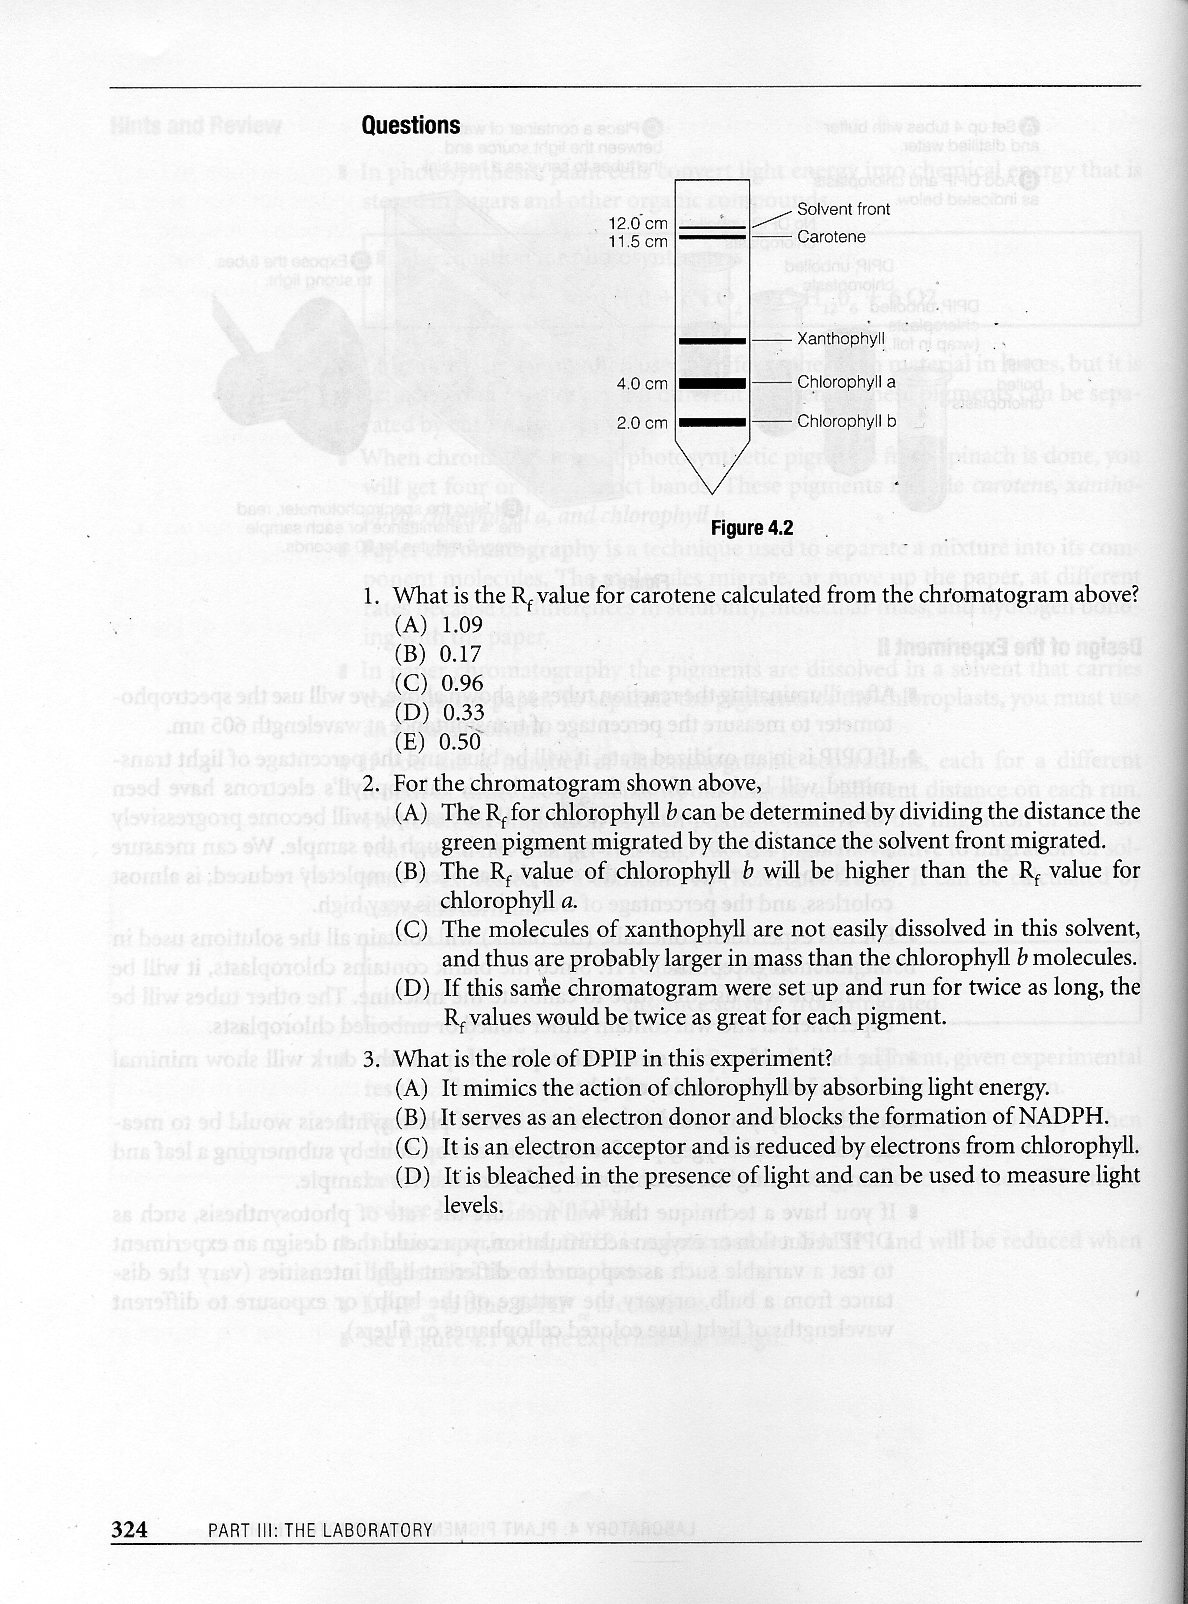 Questions
12.0 cm
Solvent front
11.5 cm
Carotene
Xanthophyll
4.0 cm
Chlorophyll a
2.0 cm
Chlorophyll b
Figure 4.2
1. What is the Rf value for carotene calculated from the chromatogram above?
(A) 1.09
(B) 0.17
(C) 0.96
(D) 0.33
(E) 0.50
2. For the chromatogram shown above,
(A) The Rf for chlorophyll b can be determined by dividing the distance the
green pigment migrated by the distance the solvent front migrated.
(B) The Rf value of chlorophyll b will be higher than the Rf value for
chlorophyll a.
(C) The molecules of xanthophyll are not easily dissolved in this solvent,
and thus are probably larger in mass than the chlorophyll b molecules.
(D) If this same chromatogram were set up and run for twice as long, the
Rf values would be twice as great for each pigment.
3. What is the role of DPIP in this experiment?
(A) It mimics the action of chlorophyll by absorbing light energy.
(B) It serves as an electron donor and blocks the formation of NADPH.
(C) It is an electron acceptor and is reduced by electrons from chlorophyll.
(D) It is bleached in the presence of light and can be used to measure light
levels.
324 PART III: THE LABORATORY